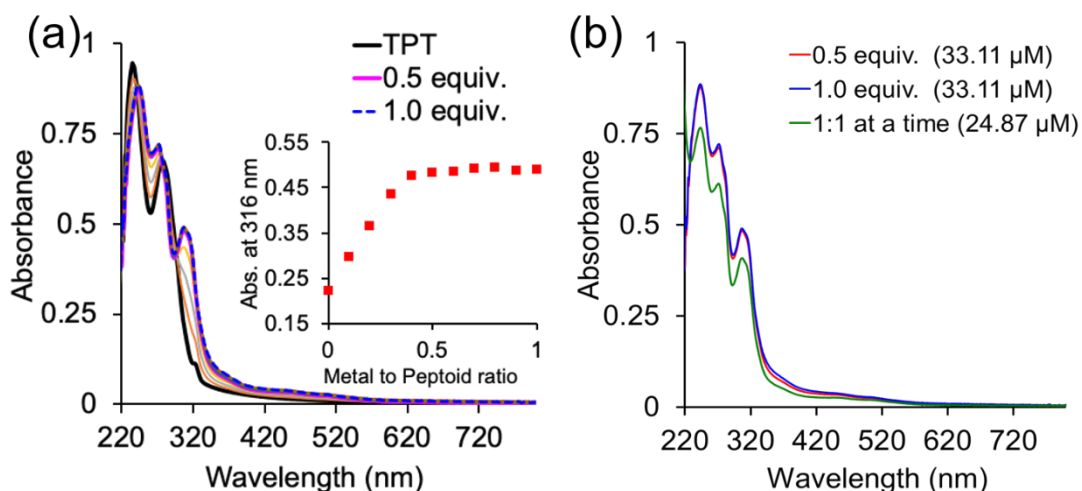 (a)
TPT
0.5 equiv.
1.0 equiv.
1
0.75
0.5
0.25
0
Absorbance
220 320 420 520 620 720
Wavelength (nm)
0.55
0.45
0.35
0.25
0.15
Abs. at 316 nm
0 0.5 1
Metal to Peptoid ratio
(b)
0.5 equiv. (33.11 µM)
1.0 equiv. (33.11 µM)
1:1 at a time (24.87 µM)
1
0.75
0.5
0.25
0
Absorbance
220 320 420 520 620 720
Wavelength (nm)